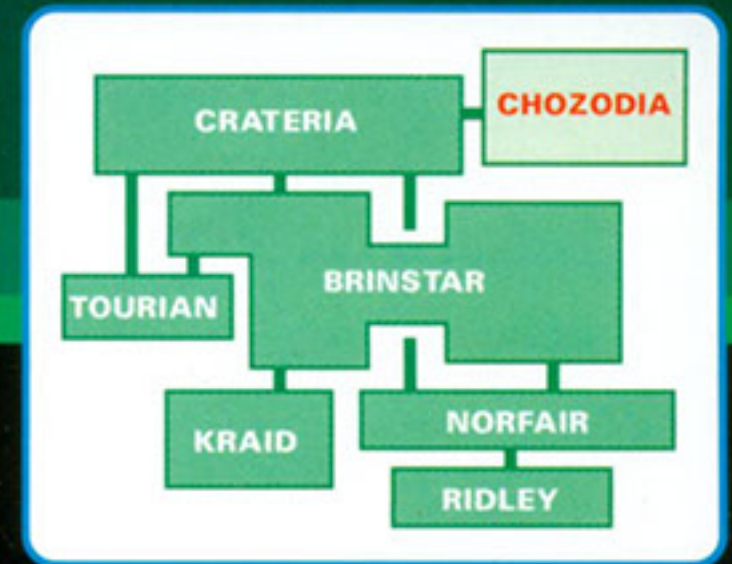 CRATERIA
CHOZODIA
BRINSTAR
TOURIAN
KRAID
NORFAIR
RIDLEY